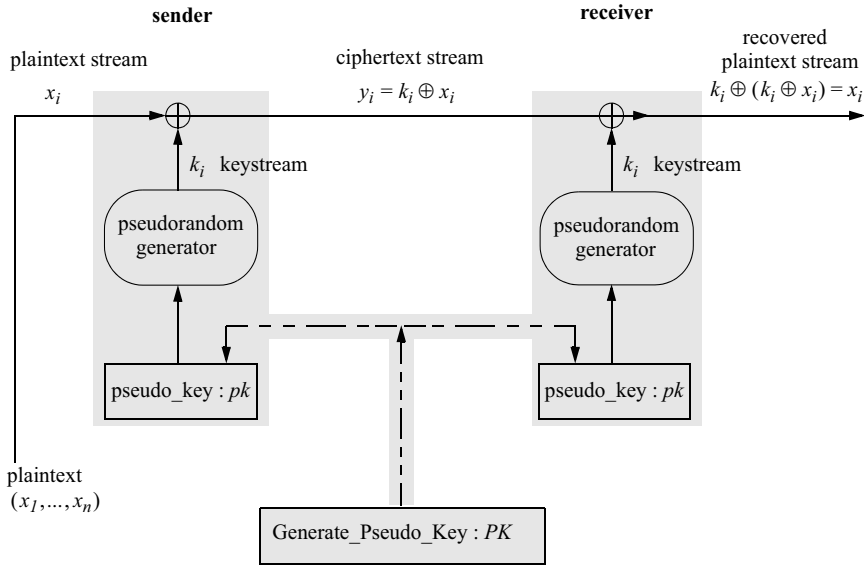 sender
receiver
plaintext stream
x_i
ciphertext stream
y_i = k_i ⊕ x_i
recovered
plaintext stream
k_i ⊕ (k_i ⊕ x_i) = x_i
k_i keystream
k_i keystream
pseudorandom
generator
pseudorandom
generator
pseudo_key : pk
pseudo_key : pk
plaintext
(x_1,...,x_n)
Generate_Pseudo_Key : PK